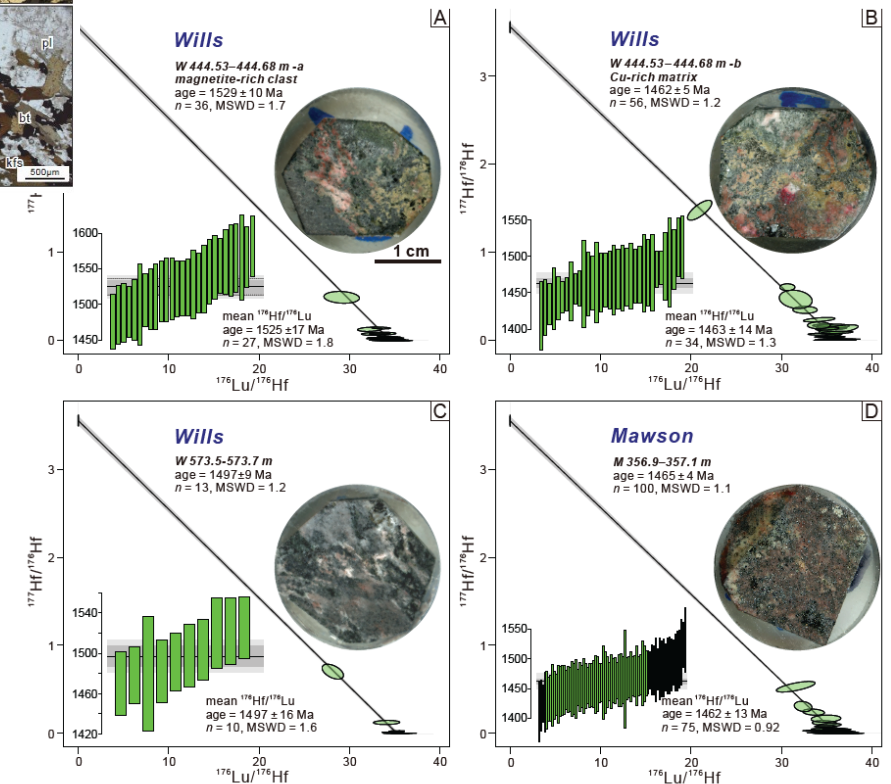 pl
bt
kfs
500µm
A
Wills
W 444.53–444.68 m -a
magnetite-rich clast
age = 1529 ± 10 Ma
n = 36, MSWD = 1.7
1 cm
1600
1550
1500
1450
mean ¹⁷⁶Hf/¹⁷⁶Lu
age = 1525 ±17 Ma
n = 27, MSWD = 1.8
¹⁷⁷H
1
0
0
10
20
30
40
¹⁷⁶Lu/¹⁷⁶Hf
B
Wills
W 444.53–444.68 m -b
Cu-rich matrix
age = 1462 ± 5 Ma
n = 56, MSWD = 1.2
1550
1500
1450
1400
mean ¹⁷⁶Hf/¹⁷⁶Lu
age = 1463 ± 14 Ma
n = 34, MSWD = 1.3
¹⁷⁷Hf/¹⁷⁶Hf
3
2
1
0
0
10
20
30
40
¹⁷⁶Lu/¹⁷⁶Hf
C
Wills
W 573.5-573.7 m
age = 1497±9 Ma
n = 13, MSWD = 1.2
1540
1500
1460
1420
mean ¹⁷⁶Hf/¹⁷⁶Lu
age = 1497 ± 16 Ma
n = 10, MSWD = 1.6
¹⁷⁷Hf/¹⁷⁶Hf
3
2
1
0
0
10
20
30
40
¹⁷⁶Lu/¹⁷⁶Hf
D
Mawson
M 356.9–357.1 m
age = 1465 ± 4 Ma
n = 100, MSWD = 1.1
1550
1500
1450
1400
mean ¹⁷⁶Hf/¹⁷⁶Lu
age = 1462 ± 13 Ma
n = 75, MSWD = 0.92
¹⁷⁷Hf/¹⁷⁶Hf
3
2
1
0
0
10
20
30
40
¹⁷⁶Lu/¹⁷⁶Hf